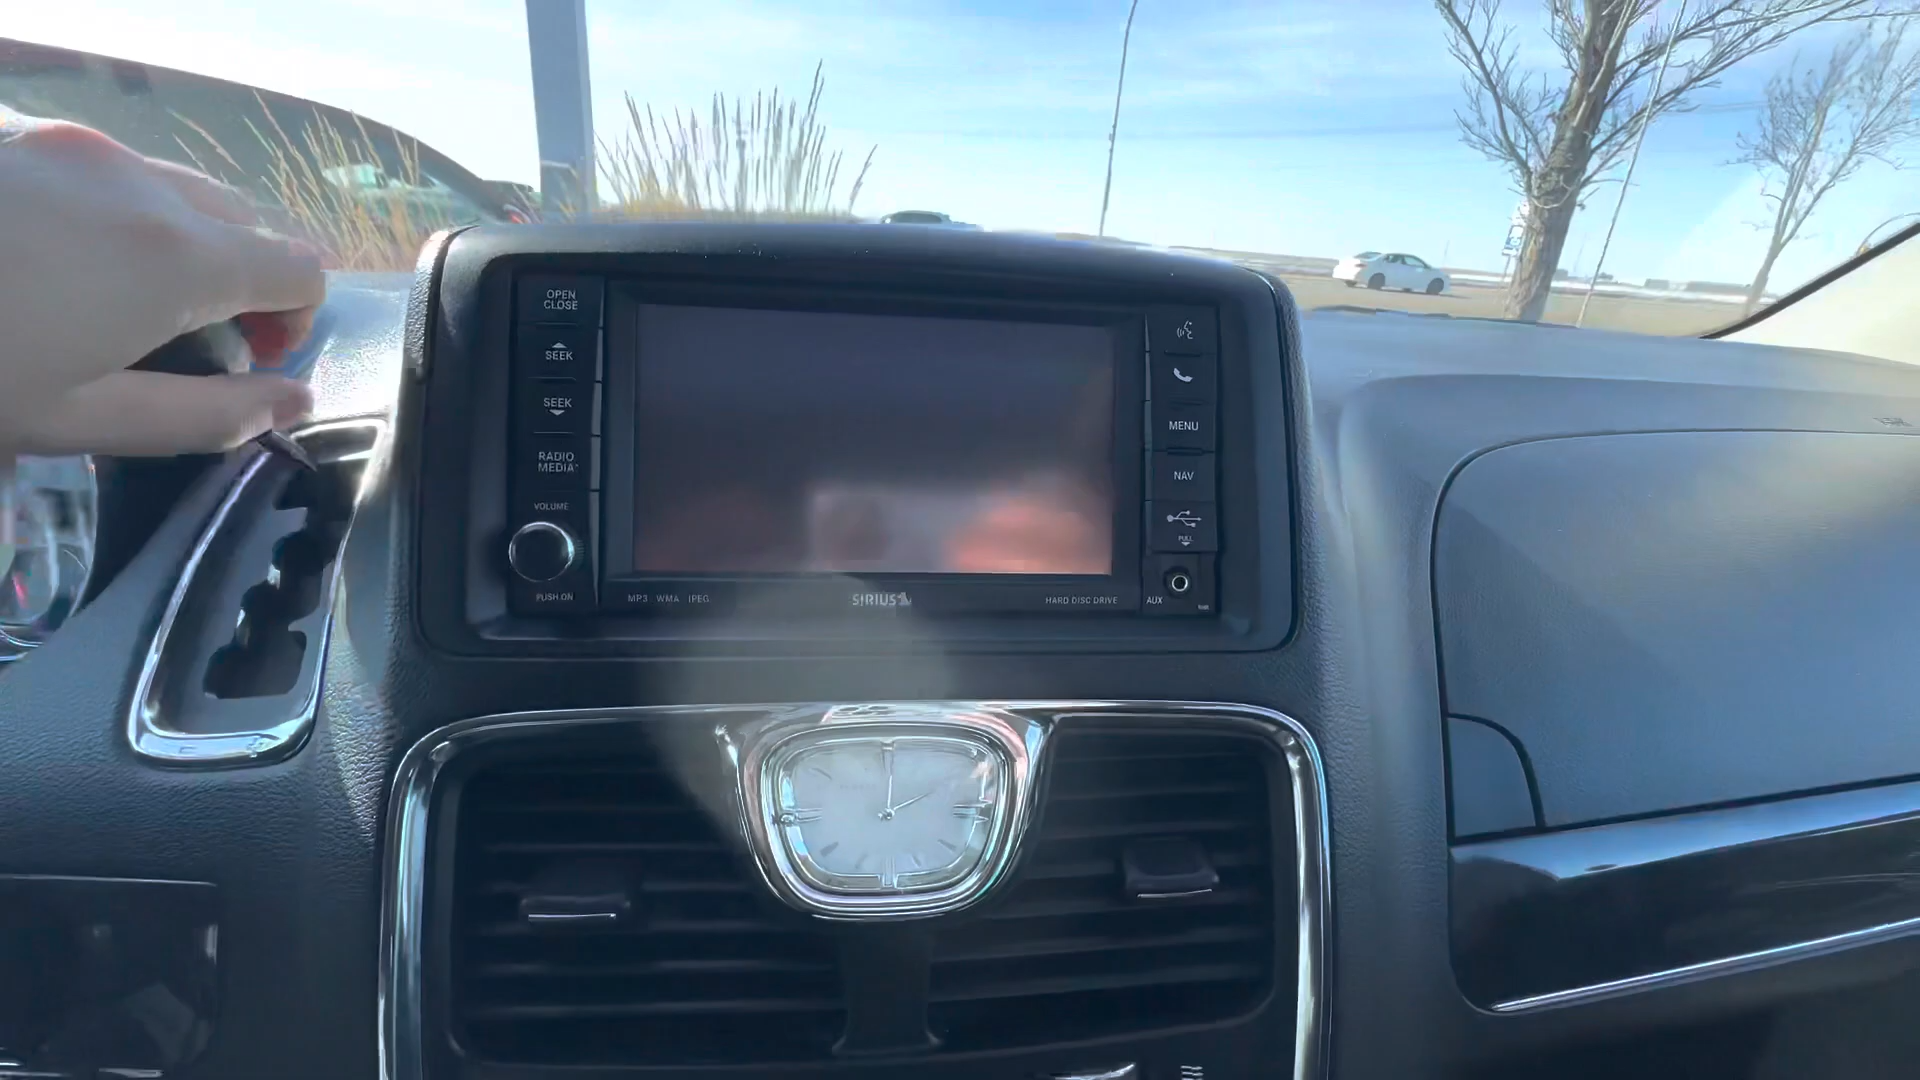 OPEN
CLOSE
SEEK
SEEK
RADIO
MEDIA
VOLUME
PUSH ON
MP3 WMA JPEG
SIRIUS
HARD DISC DRIVE
MENU
NAV
PULL
AUX